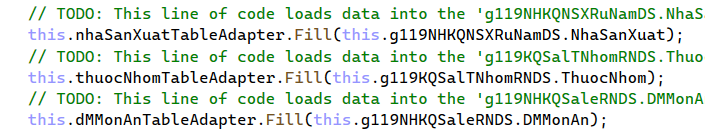 // TODO: This line of code loads data into the 'g119NHKQNSXRuNamDS.NhaS
this.nhaSanXuatTableAdapter.Fill(this.g119NHKQNSXRuNamDS.NhaSanXuat);
// TODO: This line of code loads data into the 'g119KQSalTNhomRNDS.Thuo
this.thuocNhomTableAdapter.Fill(this.g119KQSalTNhomRNDS.ThuocNhom);
// TODO: This line of code loads data into the 'g119NHKQSaleRNDS.DMMonA
this.dMMonAnTableAdapter.Fill(this.g119NHKQSaleRNDS.DMMonAn);